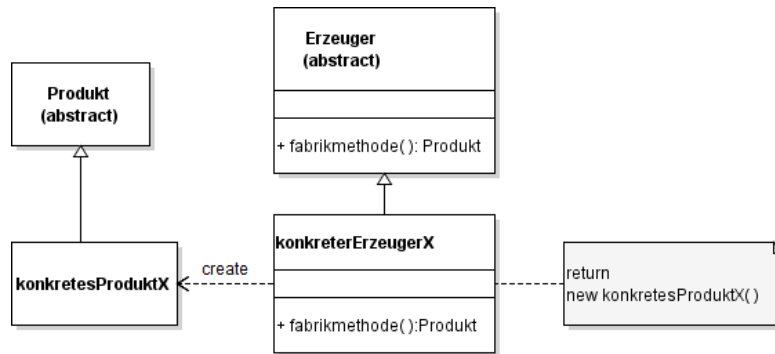 Erzeuger
(abstract)
Produkt
(abstract)
+ fabrikmethode( ): Produkt
konkretesProduktX
create
konkreterErzeugerX
+ fabrikmethode( ):Produkt
return
new konkretesProduktX( )